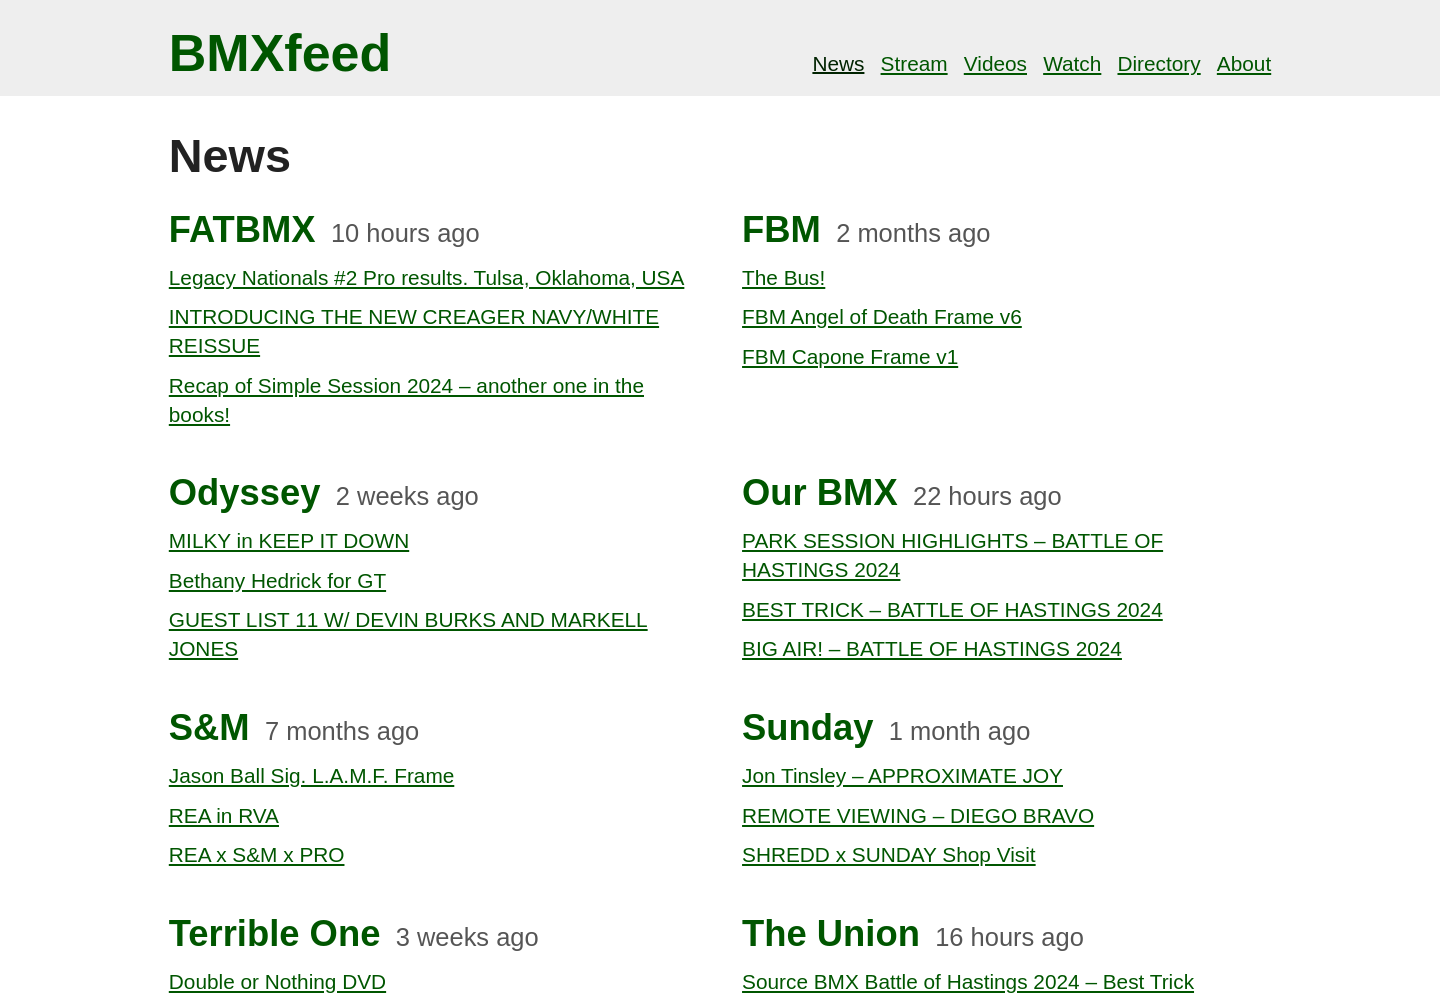 BMXfeed
News Stream Videos Watch Directory About
News
FATBMX 10 hours ago
Legacy Nationals #2 Pro results. Tulsa, Oklahoma, USA
INTRODUCING THE NEW CREAGER NAVY/WHITE
REISSUE
Recap of Simple Session 2024 – another one in the
books!
FBM 2 months ago
The Bus!
FBM Angel of Death Frame v6
FBM Capone Frame v1
Odyssey 2 weeks ago
MILKY in KEEP IT DOWN
Bethany Hedrick for GT
GUEST LIST 11 W/ DEVIN BURKS AND MARKELL
JONES
Our BMX 22 hours ago
PARK SESSION HIGHLIGHTS – BATTLE OF
HASTINGS 2024
BEST TRICK – BATTLE OF HASTINGS 2024
BIG AIR! – BATTLE OF HASTINGS 2024
S&M 7 months ago
Jason Ball Sig. L.A.M.F. Frame
REA in RVA
REA x S&M x PRO
Sunday 1 month ago
Jon Tinsley – APPROXIMATE JOY
REMOTE VIEWING – DIEGO BRAVO
SHREDD x SUNDAY Shop Visit
Terrible One 3 weeks ago
Double or Nothing DVD
The Union 16 hours ago
Source BMX Battle of Hastings 2024 – Best Trick